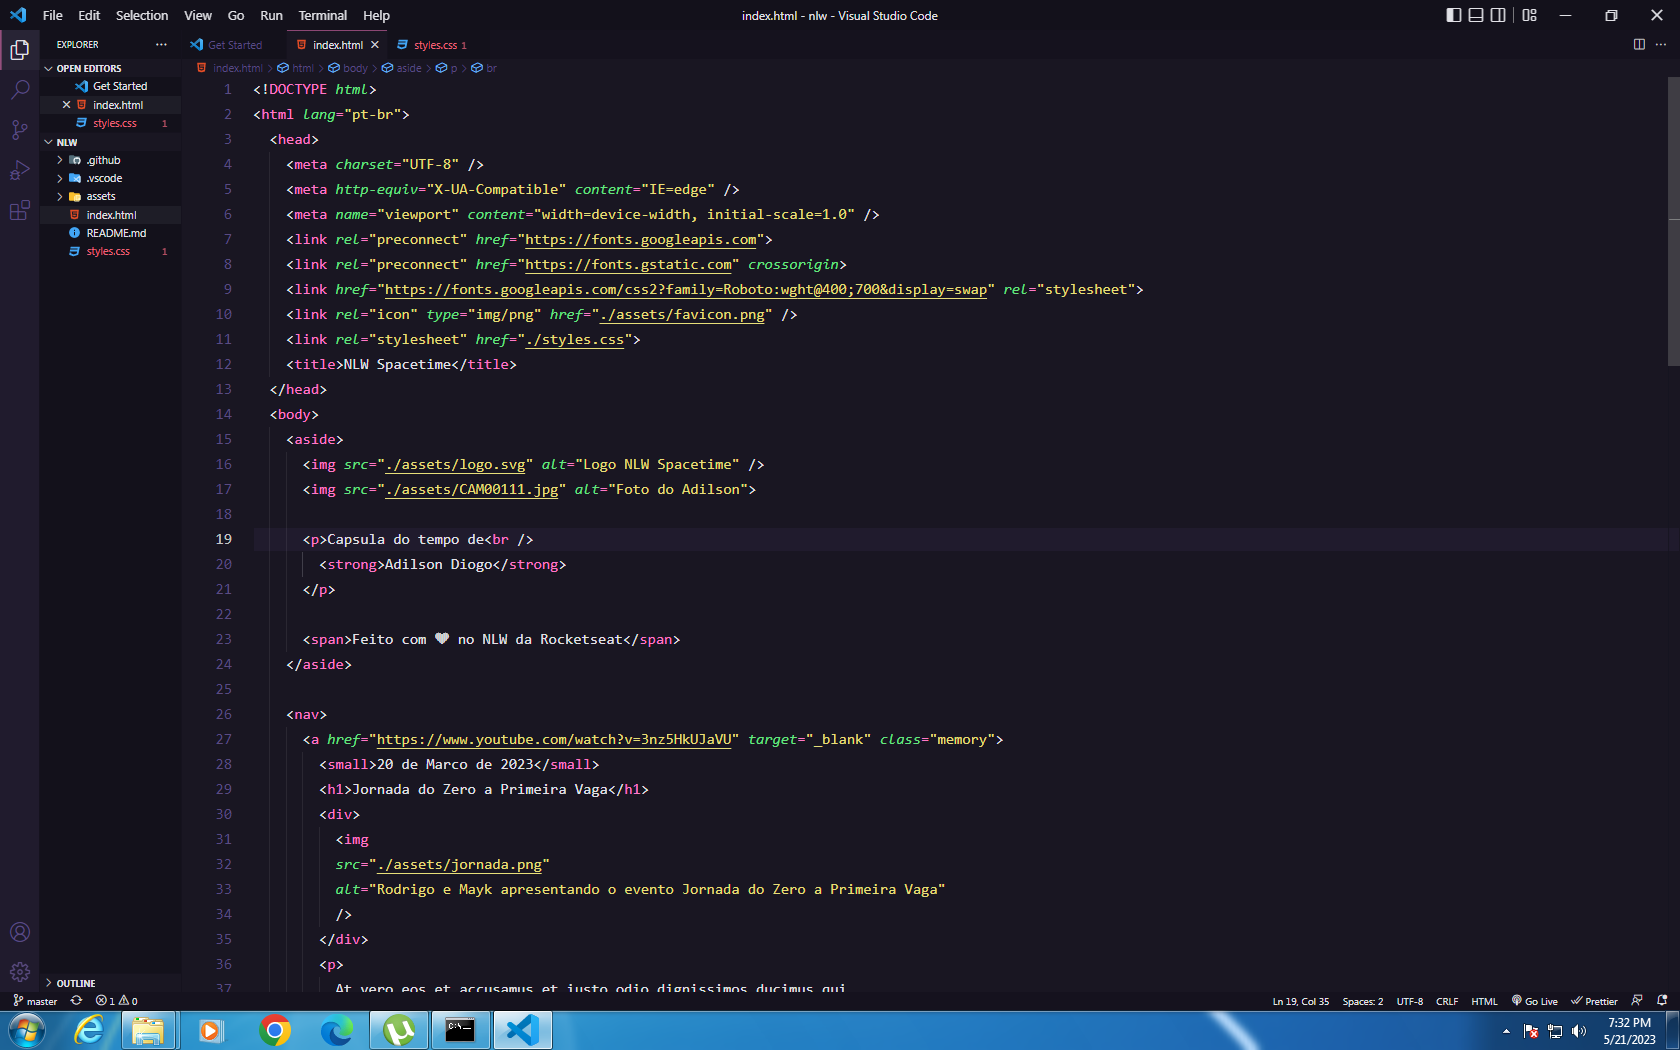 File Edit Selection View Go Run Terminal Help
index.html - nlw - Visual Studio Code
EXPLORER
Get Started
index.html
styles.css 1
OPEN EDITORS
Get Started
index.html
styles.css 1
NLW
.github
.vscode
assets
index.html
README.md
styles.css 1
OUTLINE
index.html > html > body > aside > p > br
1 <!DOCTYPE html>
2 <html lang="pt-br">
3 <head>
4 <meta charset="UTF-8" />
5 <meta http-equiv="X-UA-Compatible" content="IE=edge" />
6 <meta name="viewport" content="width=device-width, initial-scale=1.0" />
7 <link rel="preconnect" href="https://fonts.googleapis.com">
8 <link rel="preconnect" href="https://fonts.gstatic.com" crossorigin>
9 <link href="https://fonts.googleapis.com/css2?family=Roboto:wght@400;700&display=swap" rel="stylesheet">
10 <link rel="icon" type="img/png" href="./assets/favicon.png" />
11 <link rel="stylesheet" href="./styles.css">
12 <title>NLW Spacetime</title>
13 </head>
14 <body>
15 <aside>
16 <img src="./assets/logo.svg" alt="Logo NLW Spacetime" />
17 <img src="./assets/CAM00111.jpg" alt="Foto do Adilson">
18
19 <p>Capsula do tempo de<br />
20 <strong>Adilson Diogo</strong>
21 </p>
22
23 <span>Feito com 🤎 no NLW da Rocketseat</span>
24 </aside>
25
26 <nav>
27 <a href="https://www.youtube.com/watch?v=3nz5HkUJaVU" target="_blank" class="memory">
28 <small>20 de Marco de 2023</small>
29 <h1>Jornada do Zero a Primeira Vaga</h1>
30 <div>
31 <img
32 src="./assets/jornada.png"
33 alt="Rodrigo e Mayk apresentando o evento Jornada do Zero a Primeira Vaga"
34 />
35 </div>
36 <p>
37 At vero eos et accusamus et iusto odio dignissimos ducimus qui
master 1 0
Ln 19, Col 35 Spaces: 2 UTF-8 CRLF HTML Go Live Prettier
7:32 PM
5/21/2023